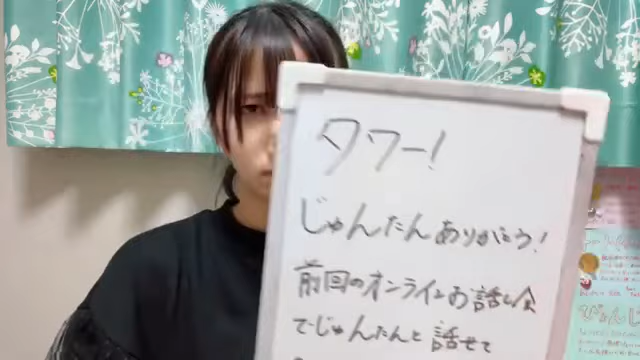 タワー!
じゅんたんありがとう!
前回のオンラインお話し会
でじゅんたんと話せて